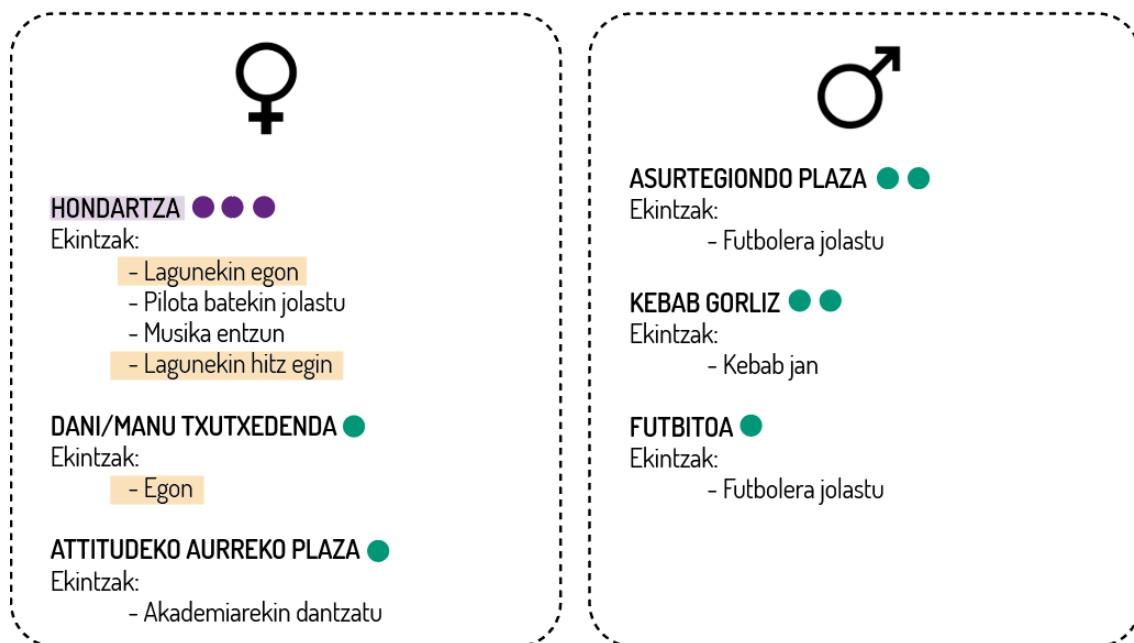 HONDARTZA
Ekintzak:
- Lagunekin egon
- Pilota batekin jolastu
- Musika entzun
- Lagunekin hitz egin
DANI/MANU TXUTXEDENDA
Ekintzak:
- Egon
ATTITUDEKO AURREKO PLAZA
Ekintzak:
- Akademiarekin dantzatu
ASURTEGIONDO PLAZA
Ekintzak:
- Futbolera jolastu
KEBAB GORLIZ
Ekintzak:
- Kebab jan
FUTBITOA
Ekintzak:
- Futbolera jolastu